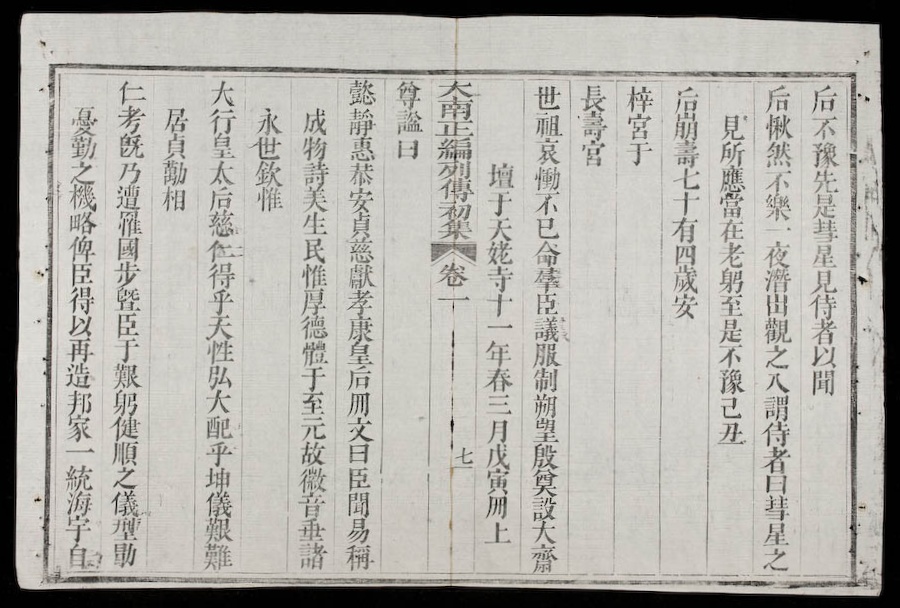 后不豫先是彗星見侍者以聞
后愀然不樂一夜潛出觀之入謂侍者曰彗星之
見所應當在老躬至是不豫己丑
后崩壽七十有四歲安
梓宮于
長壽宮
世祖哀慟不已命羣臣議服制朔望殷奠設大齋
壇于天姥寺十一年春三月戊寅冊上
大南正編列傳初集 卷一 七
尊謚曰
懿靜惠恭安貞慈獻孝康皇后冊文曰臣聞易稱
成物詩美生民惟厚德體于至元故徽音垂諸
永世欽惟
大行皇太后慈仁得乎天性弘大配乎坤儀艱難
居貞勤相
仁考旣乃遭罹國步曁臣于艱躬健順之儀型勖
憂勤之機略俾臣得以再造邦家一統海宇自